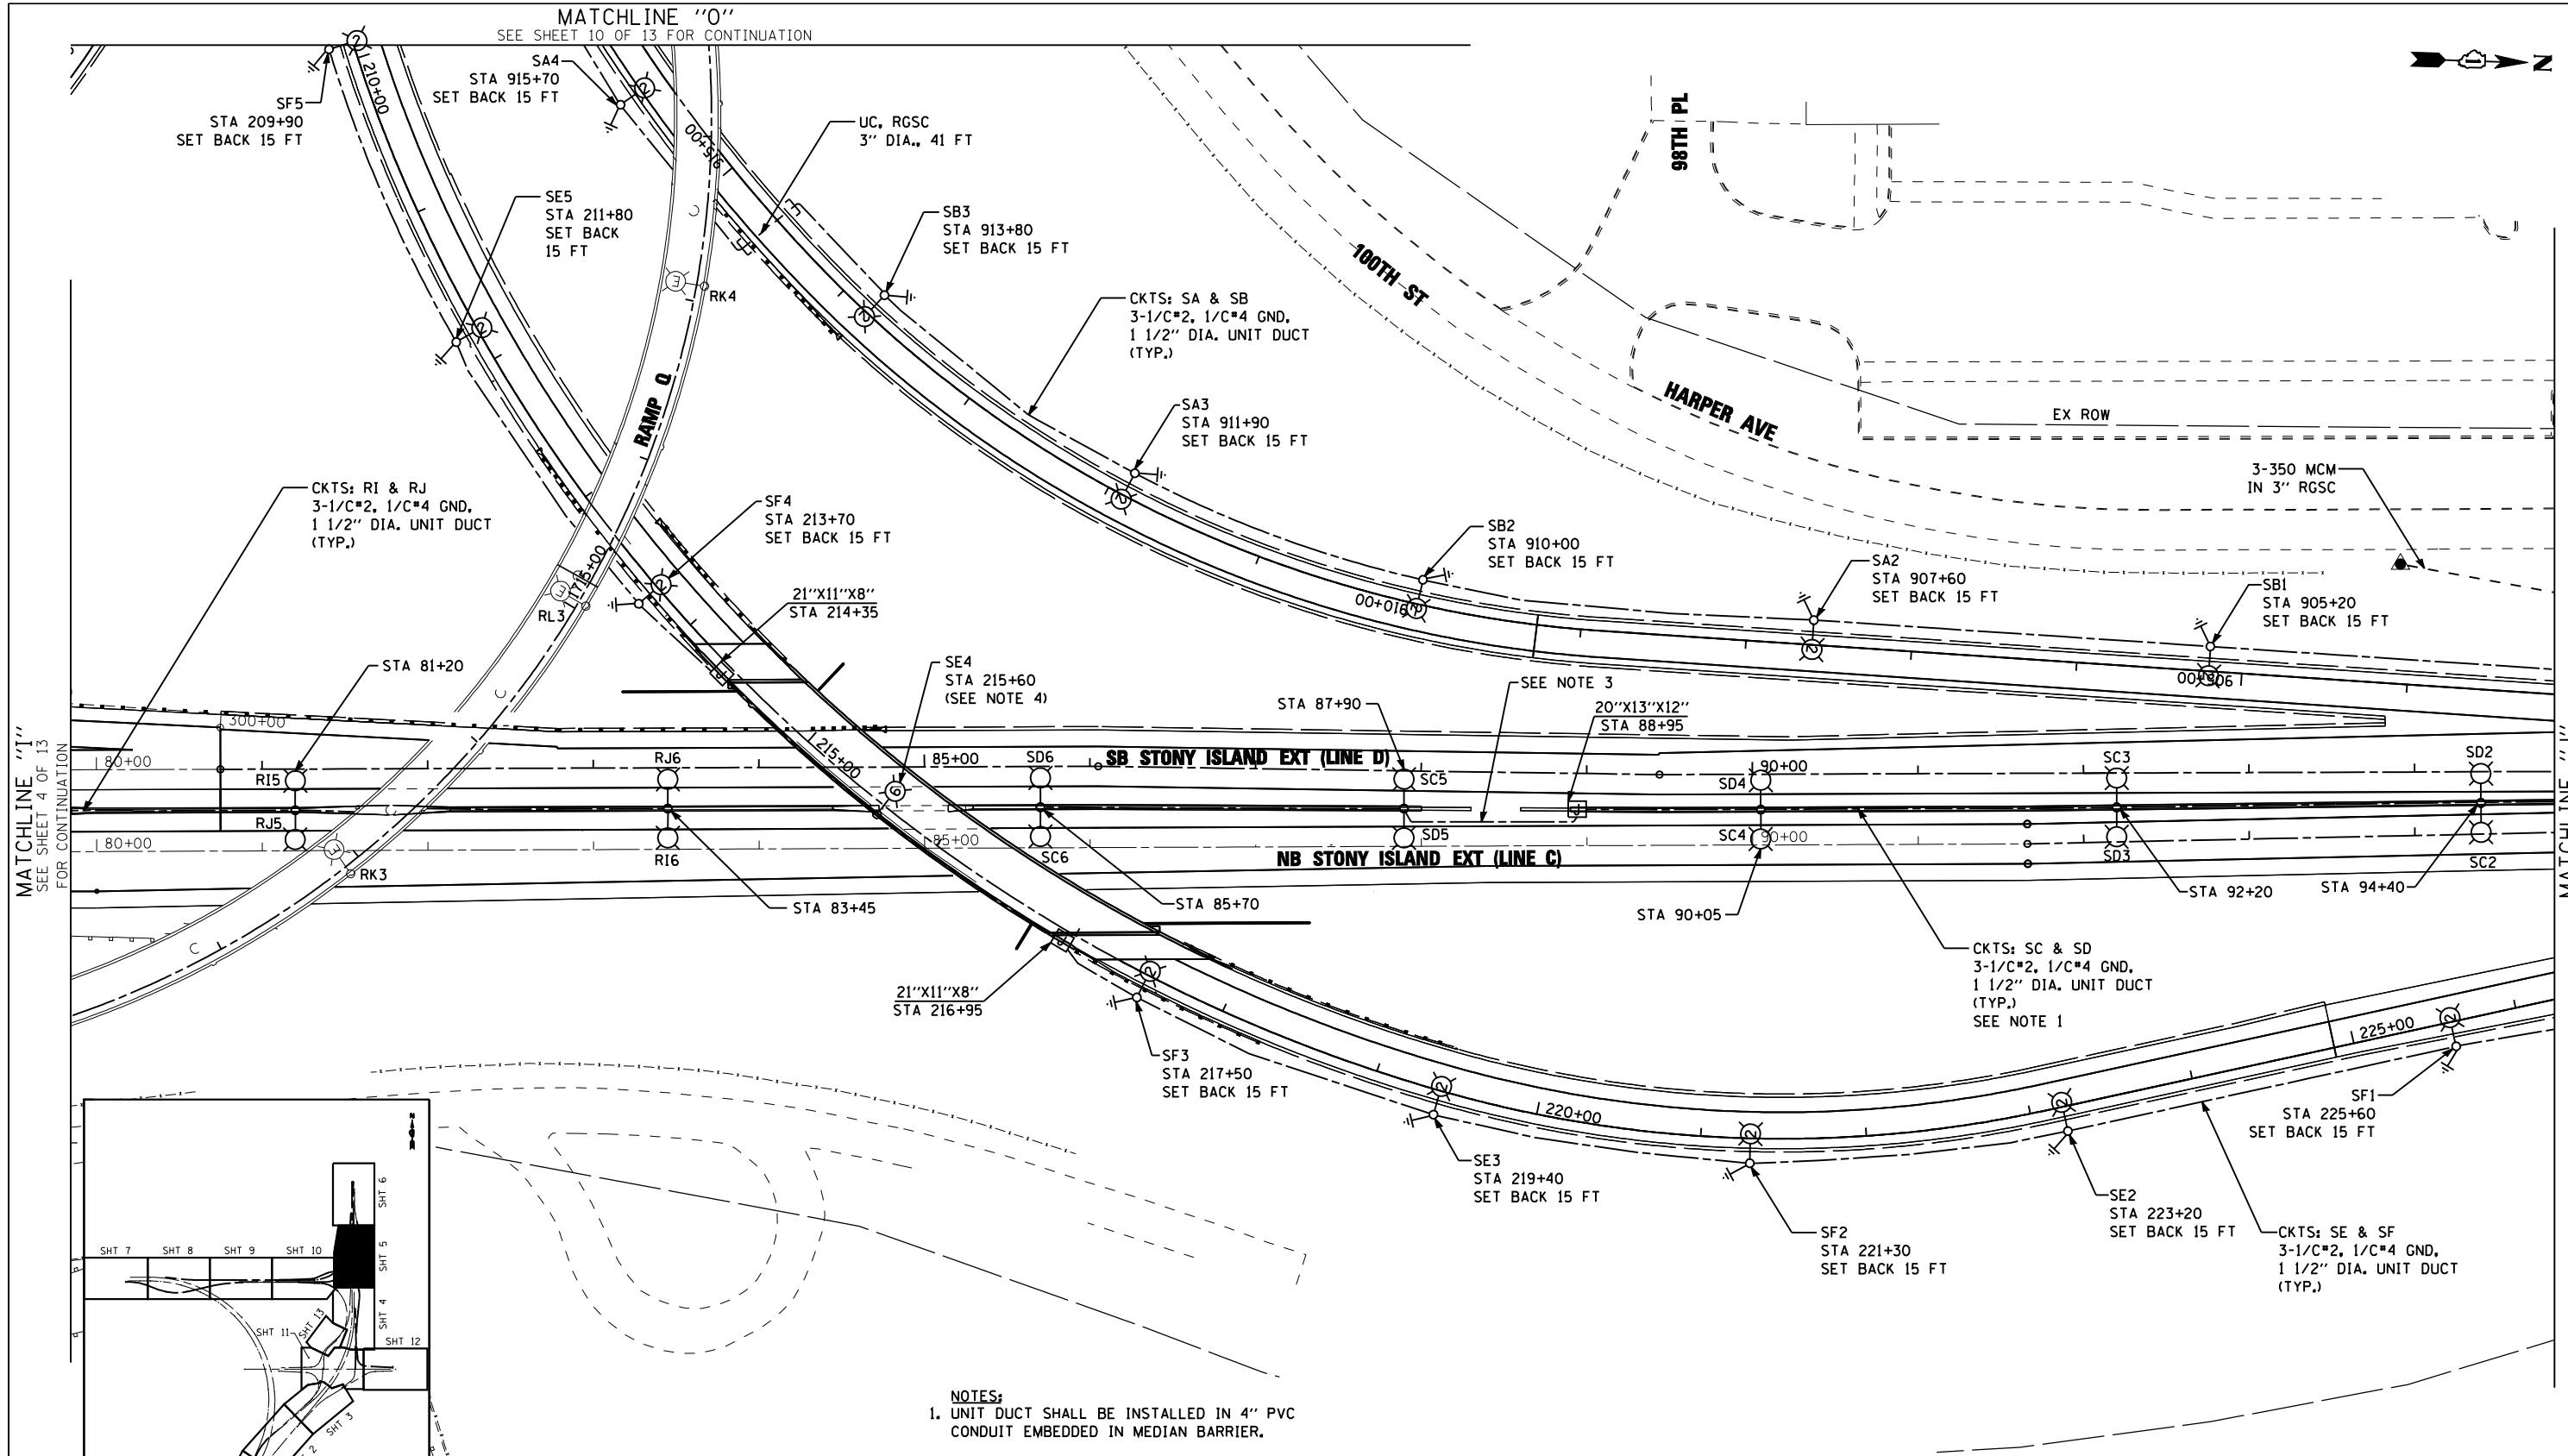 MATCHLINE "O"
SEE SHEET 10 OF 13 FOR CONTINUATION
N
SF5
STA 209+90
SET BACK 15 FT
210+00
SA4
STA 915+70
SET BACK 15 FT
915+00
UC, RGSC
3" DIA., 41 FT
SE5
STA 211+80
SET BACK
15 FT
SB3
STA 913+80
SET BACK 15 FT
98TH PL
100TH ST
HARPER AVE
EX ROW
RK4
RAMP Q
CKTS: SA & SB
3-1/C#2, 1/C#4 GND,
1 1/2" DIA. UNIT DUCT
(TYP.)
SA3
STA 911+90
SET BACK 15 FT
3-350 MCM
IN 3" RGSC
CKTS: RI & RJ
3-1/C#2, 1/C#4 GND,
1 1/2" DIA. UNIT DUCT
(TYP.)
SF4
STA 213+70
SET BACK 15 FT
SB2
STA 910+00
SET BACK 15 FT
910+00
SA2
STA 907+60
SET BACK 15 FT
SB1
STA 905+20
SET BACK 15 FT
905+00
1715+00
RL3
21"X11"X8"
STA 214+35
STA 81+20
SE4
STA 215+60
(SEE NOTE 4)
215+00
SEE NOTE 3
STA 87+90
20"X13"X12"
STA 88+95
MATCHLINE "I"
SEE SHEET 4 OF 13
FOR CONTINUATION
300+00
80+00
RI5
RJ6
85+00
SD6
SB STONY ISLAND EXT (LINE D)
SC5
SD4
90+00
SC3
SD2
RJ5
80+00
RK3
RI6
85+00
SC6
SD5
NB STONY ISLAND EXT (LINE C)
SC4
90+00
SD3
SC2
STA 83+45
STA 85+70
STA 90+05
STA 92+20
STA 94+40
CKTS: SC & SD
3-1/C#2, 1/C#4 GND,
1 1/2" DIA. UNIT DUCT
(TYP.)
SEE NOTE 1
21"X11"X8"
STA 216+95
SF3
STA 217+50
SET BACK 15 FT
220+00
225+00
SE3
STA 219+40
SET BACK 15 FT
SF2
STA 221+30
SET BACK 15 FT
SE2
STA 223+20
SET BACK 15 FT
SF1
STA 225+60
SET BACK 15 FT
CKTS: SE & SF
3-1/C#2, 1/C#4 GND,
1 1/2" DIA. UNIT DUCT
(TYP.)
SHT 6
SHT 5
SHT 4
SHT 7
SHT 8
SHT 9
SHT 10
SHT 11
SHT 13
SHT 12
SHT 3
NOTES:
1. UNIT DUCT SHALL BE INSTALLED IN 4" PVC
CONDUIT EMBEDDED IN MEDIAN BARRIER.